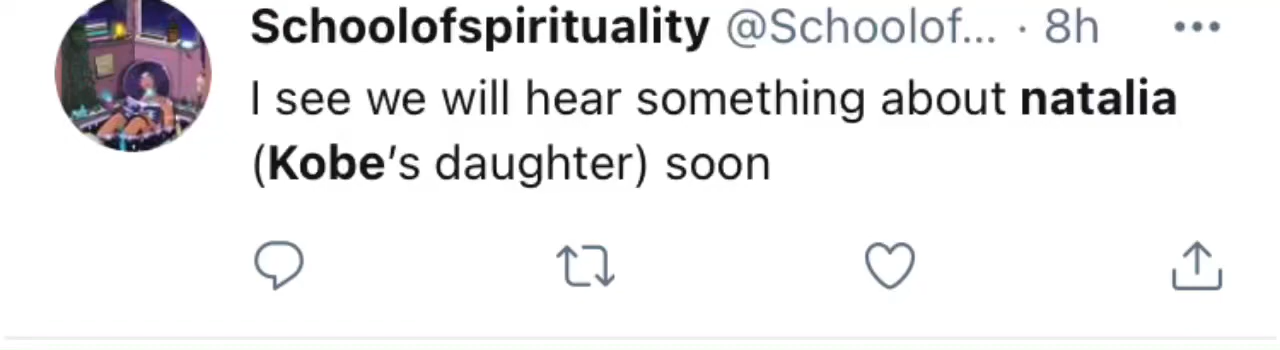 Schoolofspirituality @Schoolof... · 8h
I see we will hear something about natalia
(Kobe's daughter) soon